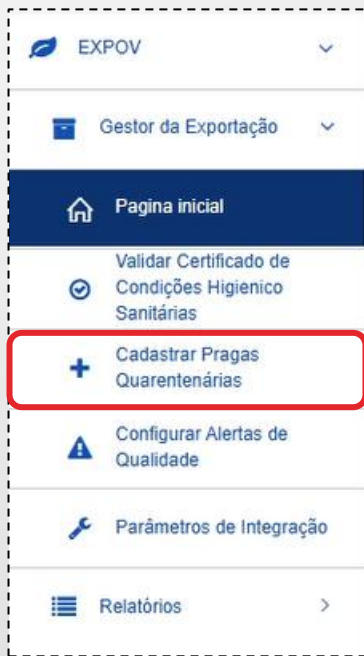 EXPOV
Gestor da Exportação
Pagina inicial
Validar Certificado de
Condições Higienico
Sanitárias
Cadastrar Pragas
Quarentenárias
Configurar Alertas de
Qualidade
Parâmetros de Integração
Relatórios